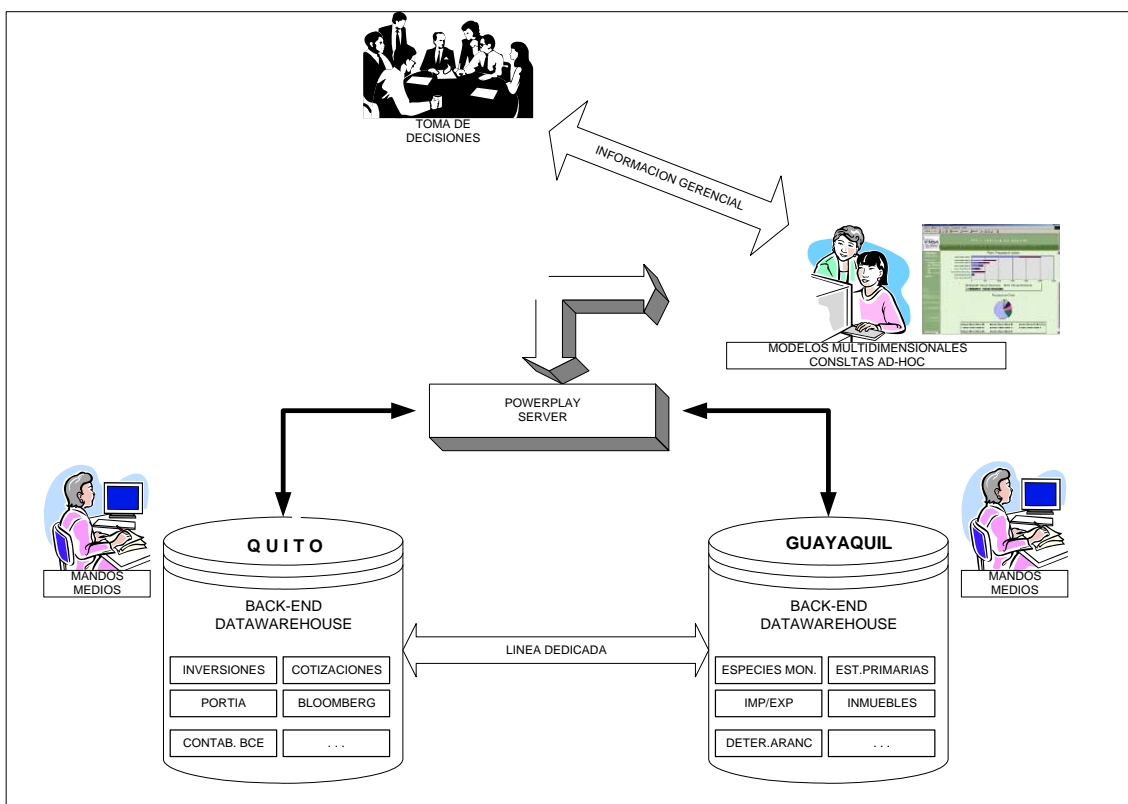 TOMA DE
DECISIONES
INFORMACION GERENCIAL
MODELOS MULTIDIMENSIONALES
CONSLTAS AD-HOC
POWERPLAY
SERVER
MANDOS
MEDIOS
Q U I T O
BACK-END
DATAWAREHOUSE
INVERSIONES
COTIZACIONES
PORTIA
BLOOMBERG
CONTAB. BCE
. . .
LINEA DEDICADA
GUAYAQUIL
BACK-END
DATAWAREHOUSE
ESPECIES MON.
EST.PRIMARIAS
IMP/EXP
INMUEBLES
DETER.ARANC
. . .
MANDOS
MEDIOS